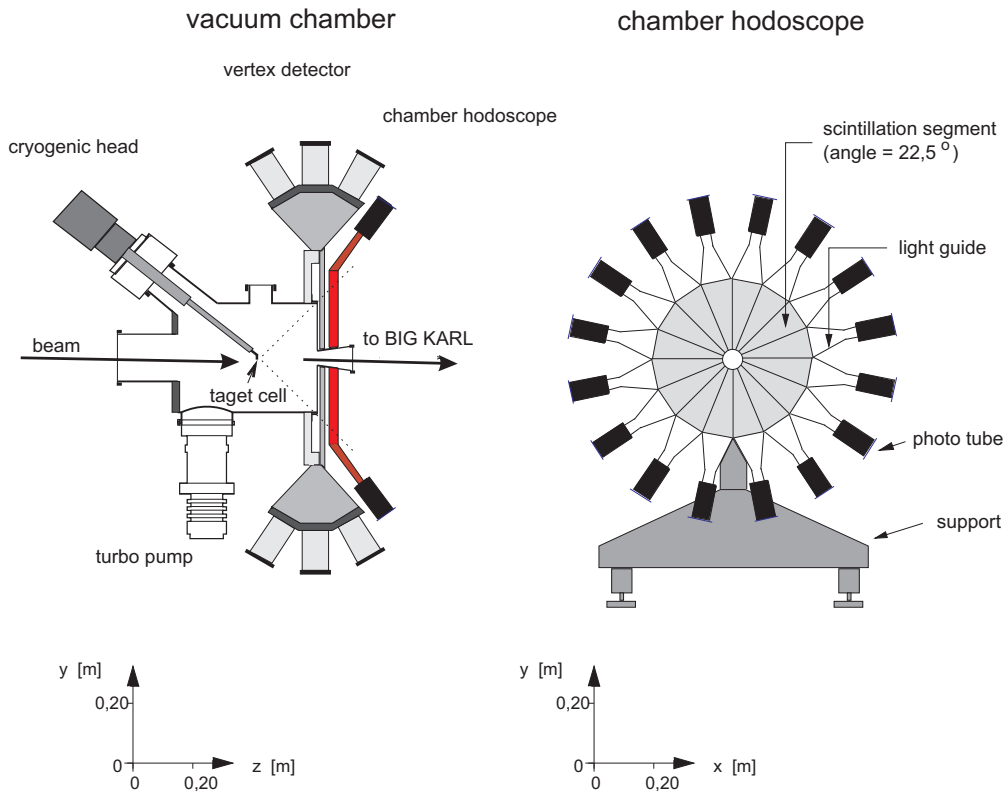 vacuum chamber
chamber hodoscope
vertex detector
chamber hodoscope
cryogenic head
scintillation segment
(angle = 22,5 o )
light guide
beam
to BIG KARL
taget cell
photo tube
support
turbo pump
y [m]
0,20
0
0
0,20
z [m]
y [m]
0,20
0
0
0,20
x [m]